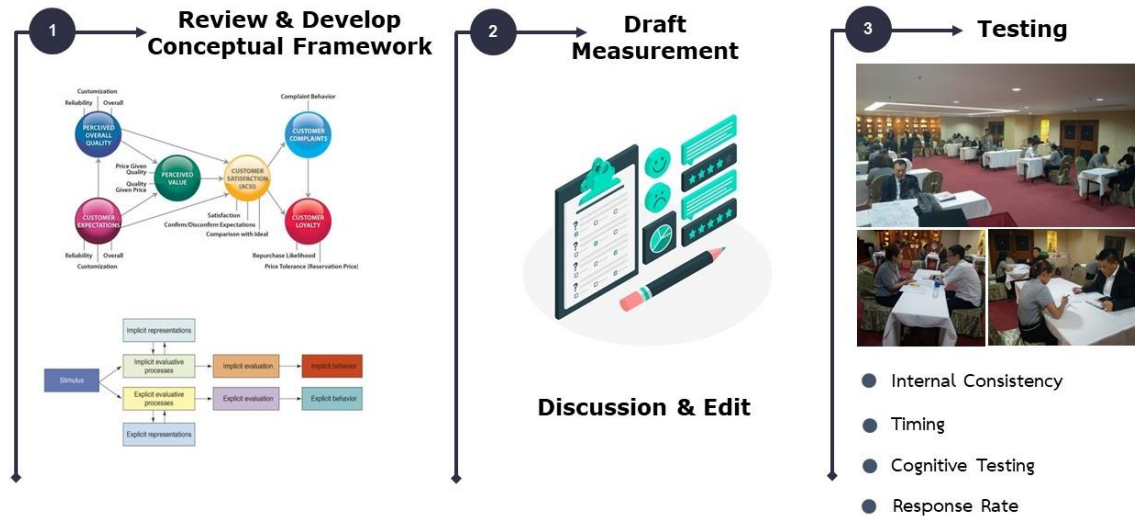 1
Review & Develop
Conceptual Framework
Customization
Reliability
Overall
PERCEIVED
OVERALL
QUALITY
Price Given
Quality
Quality
Given Price
PERCEIVED
VALUE
CUSTOMER
EXPECTATIONS
Reliability
Overall
Customization
CUSTOMER
SATISFACTION
(ACSI)
Satisfaction
Confirm/Disconfirm Expectations
Comparison with Ideal
Complaint Behavior
CUSTOMER
COMPLAINTS
CUSTOMER
LOYALTY
Repurchase Likelihood
Price Tolerance (Reservation Price)
Implicit representations
Stimulus
Implicit evaluative
processes
Implicit evaluation
Implicit behavior
Explicit evaluative
processes
Explicit evaluation
Explicit behavior
Explicit representations
2
Draft
Measurement
?
?
?
?
?
Discussion & Edit
3
Testing
Internal Consistency
Timing
Cognitive Testing
Response Rate